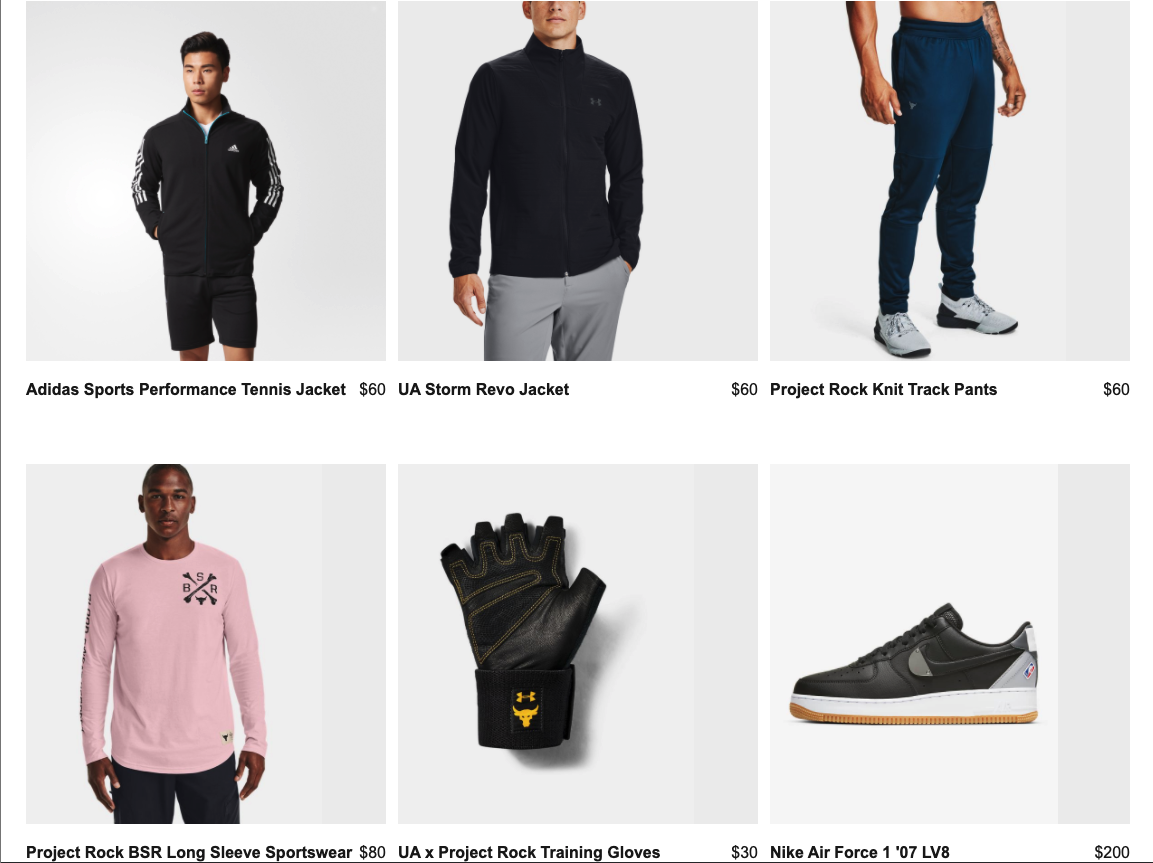 Adidas Sports Performance Tennis Jacket $60 UA Storm Revo Jacket $60 Project Rock Knit Track Pants $60
B S R
Project Rock BSR Long Sleeve Sportswear $80 UA x Project Rock Training Gloves $30 Nike Air Force 1 '07 LV8 $200